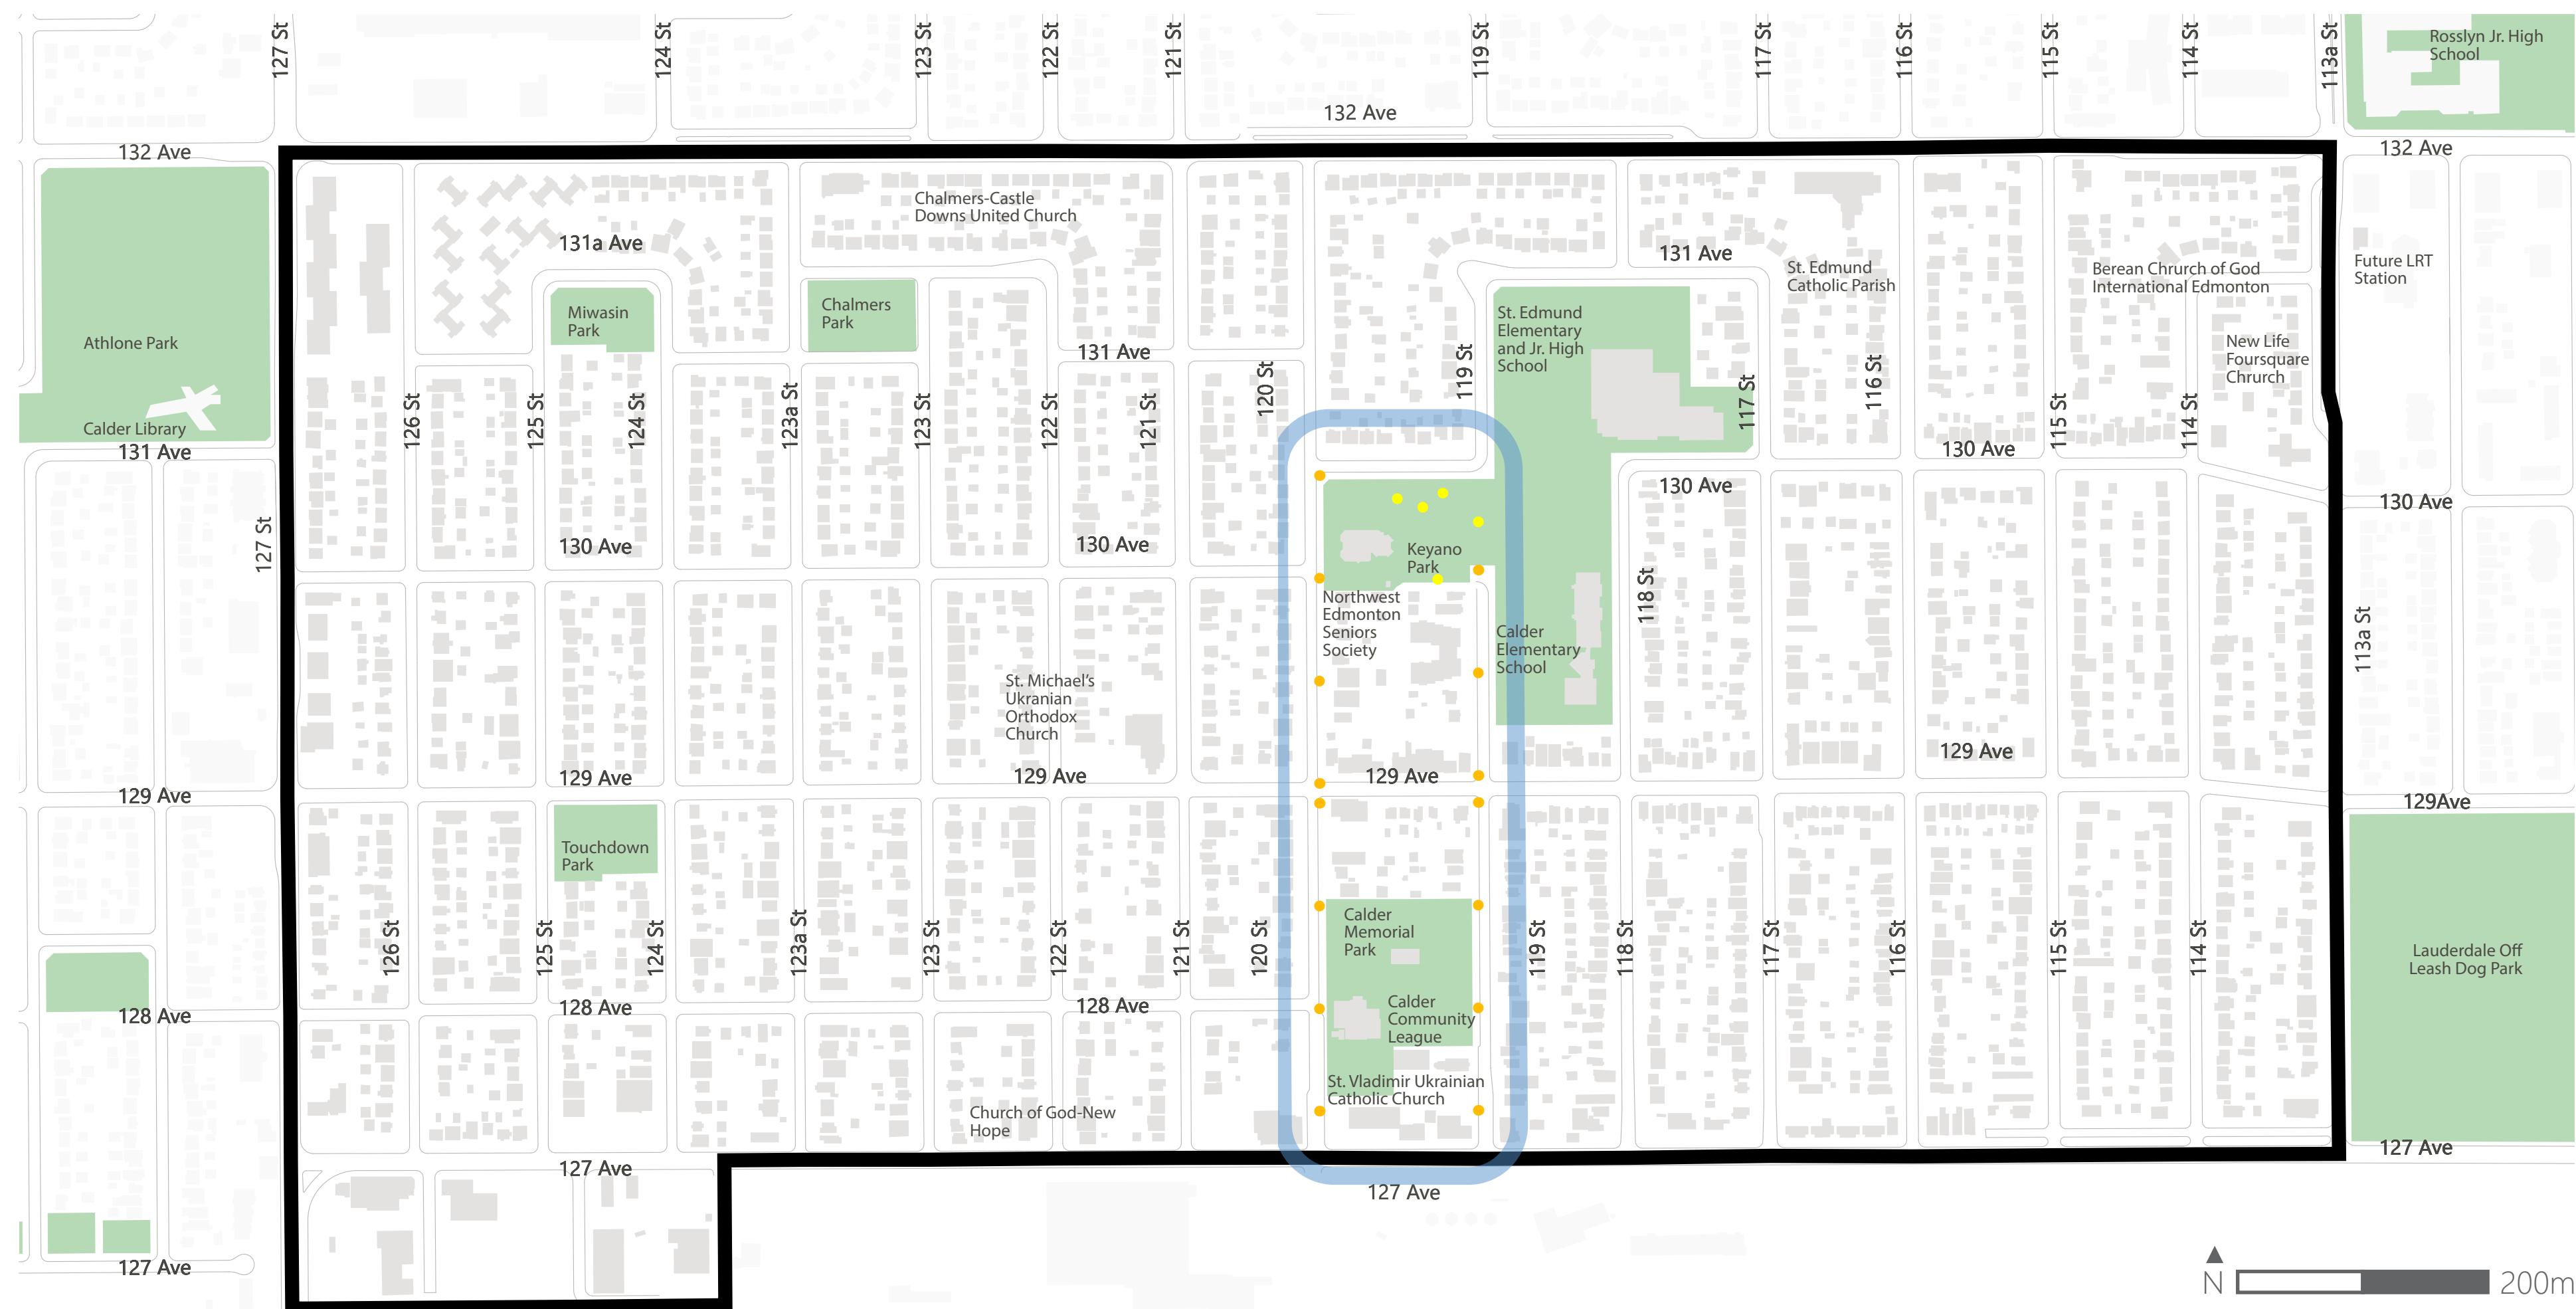 127 St
124 St
123 St
122 St
121 St
119 St
117 St
116 St
115 St
114 St
113a St
Rosslyn Jr. High
School
132 Ave
132 Ave
132 Ave
Chalmers-Castle
Downs United Church
131a Ave
131 Ave
St. Edmund
Catholic Parish
Berean Chruch of God
International Edmonton
Future LRT
Station
Miwasin
Park
Chalmers
Park
St. Edmund
Elementary
and Jr. High
School
Athlone Park
131 Ave
New Life
Foursquare
Chruch
119 St
120 St
116 St
117 St
126 St
125 St
124 St
123a St
123 St
122 St
121 St
115 St
114 St
Calder Library
131 Ave
130 Ave
130 Ave
130 Ave
127 St
130 Ave
130 Ave
Keyano
Park
118 St
Northwest
Edmonton
Seniors
Society
Calder
Elementary
School
113a St
St. Michael's
Ukranian
Orthodox
Church
129 Ave
129 Ave
129 Ave
129 Ave
129 Ave
129Ave
Touchdown
Park
126 St
125 St
124 St
123a St
123 St
122 St
121 St
120 St
Calder
Memorial
Park
119 St
118 St
117 St
116 St
115 St
114 St
Lauderdale Off
Leash Dog Park
128 Ave
128 Ave
128 Ave
Calder
Community
League
St. Vladimir Ukrainian
Catholic Church
Church of God-New
Hope
127 Ave
127 Ave
127 Ave
127 Ave
N
200m